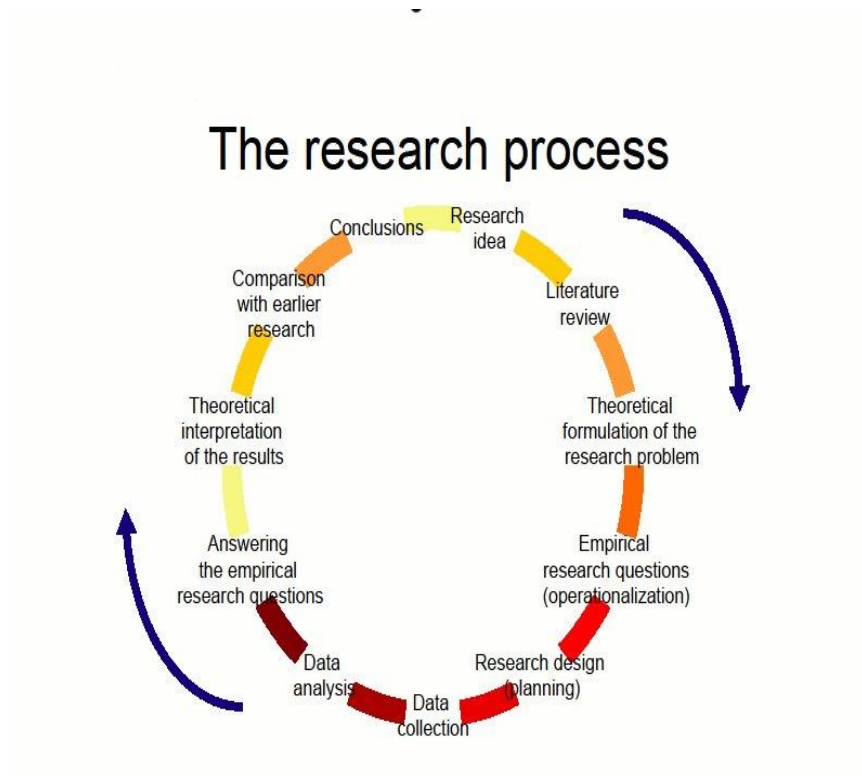 The research process
Research
idea
Literature
review
Theoretical
formulation of the
research problem
Empirical
research questions
(operationalization)
Research design
(planning)
Data
collection
Data
analysis
Answering
the empirical
research questions
Theoretical
interpretation
of the results
Comparison
with earlier
research
Conclusions